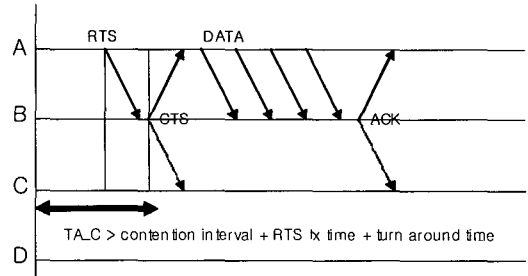 RTS DATA
A
B CTS ACK
C
TA_C > contention interval + RTS tx time + turn around time
D